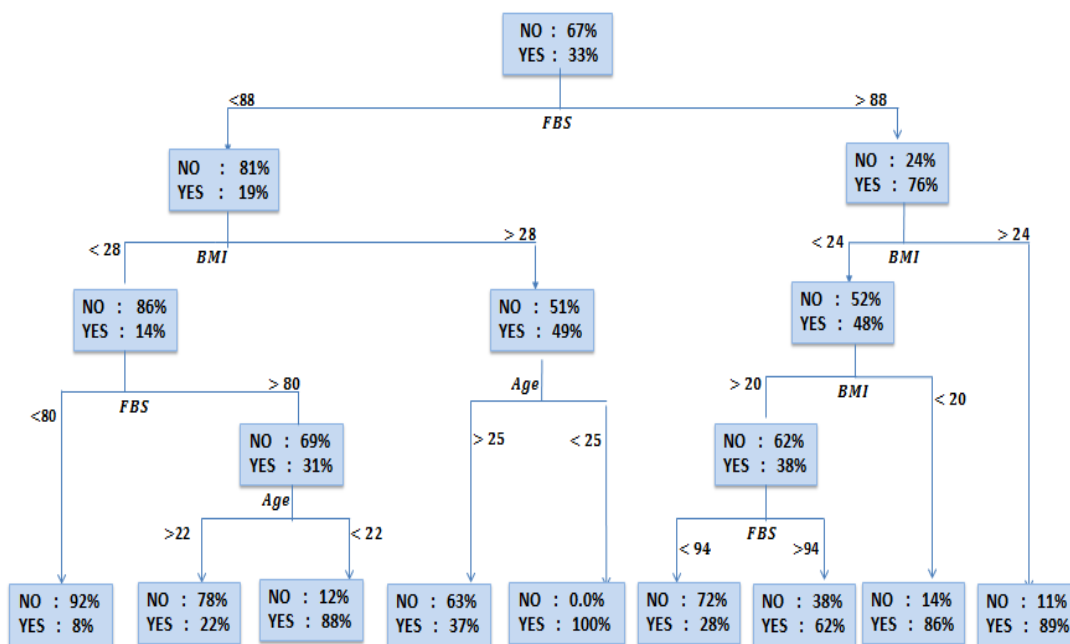 NO : 67%
YES : 33%
<88
> 88
FBS
NO : 81%
YES : 19%
NO : 24%
YES : 76%
< 28
> 28
BMI
< 24
> 24
BMI
NO : 86%
YES : 14%
NO : 51%
YES : 49%
NO : 52%
YES : 48%
<80
> 80
FBS
Age
> 20
BMI
< 20
NO : 69%
YES : 31%
> 25
< 25
NO : 62%
YES : 38%
Age
>22
< 22
FBS
< 94
>94
NO : 92%
YES : 8%
NO : 78%
YES : 22%
NO : 12%
YES : 88%
NO : 63%
YES : 37%
NO : 0.0%
YES : 100%
NO : 72%
YES : 28%
NO : 38%
YES : 62%
NO : 14%
YES : 86%
NO : 11%
YES : 89%